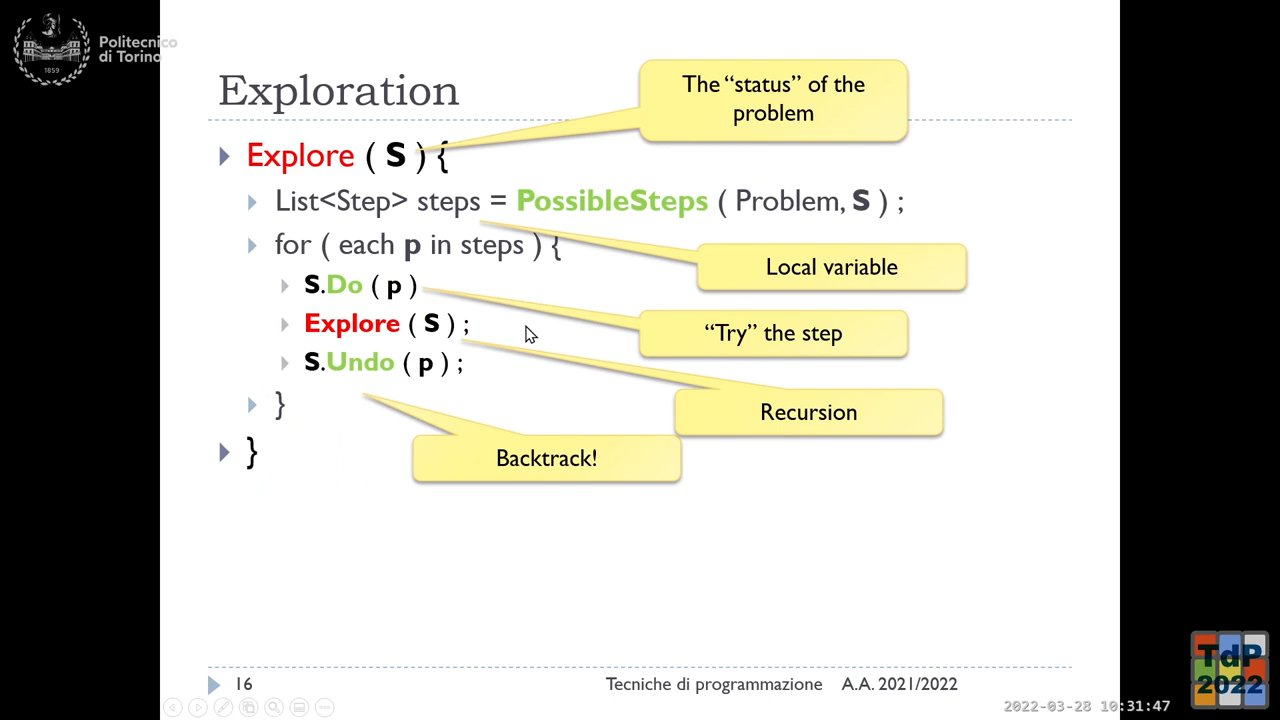 Politecnico
di Torino
1859
Exploration
The “status” of the
problem
Explore ( S ) {
List<Step> steps = PossibleSteps ( Problem, S ) ;
for ( each p in steps ) {
Local variable
S.Do ( p )
“Try” the step
Explore ( S ) ;
S.Undo ( p ) ;
Recursion
}
Backtrack!
}
16
Tecniche di programmazione A.A. 2021/2022
TdP
2022
2022-03-28 10:31:47